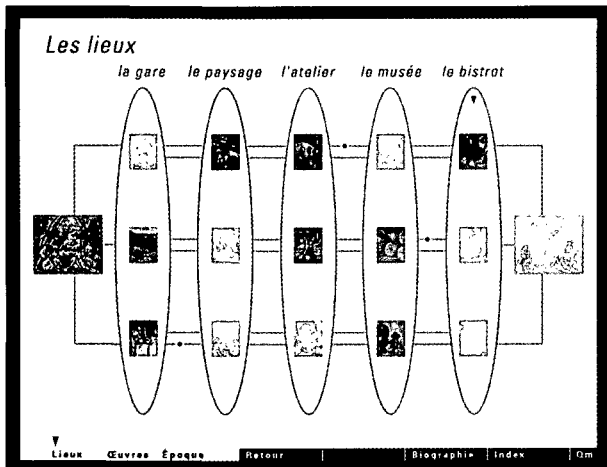 Les lieux
la gare le paysage l'atelier le musée le bistrot
Lieux Œuvres Époque Retour Biographie Index Qm